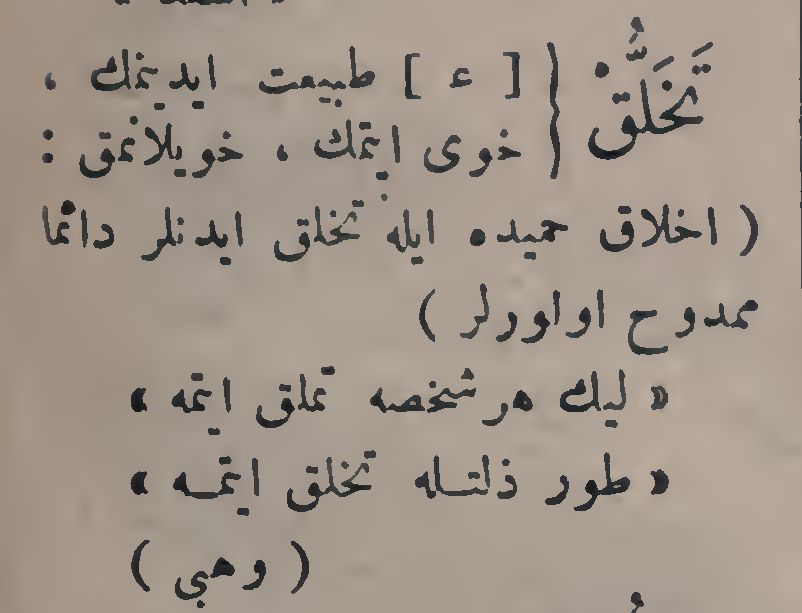 تَخَلُّق { [ ع ] طبیعت ایدینمك ،
خوی ایتمك ، خویلانمق :
( اخلاق حمیده ایله تخلق ایدنلر دائما
ممدوح اولورلر )
« لیك هر شخصه تملق ایتمه »
« طور ذلتله تخلق ایتمه »
( وهبی )